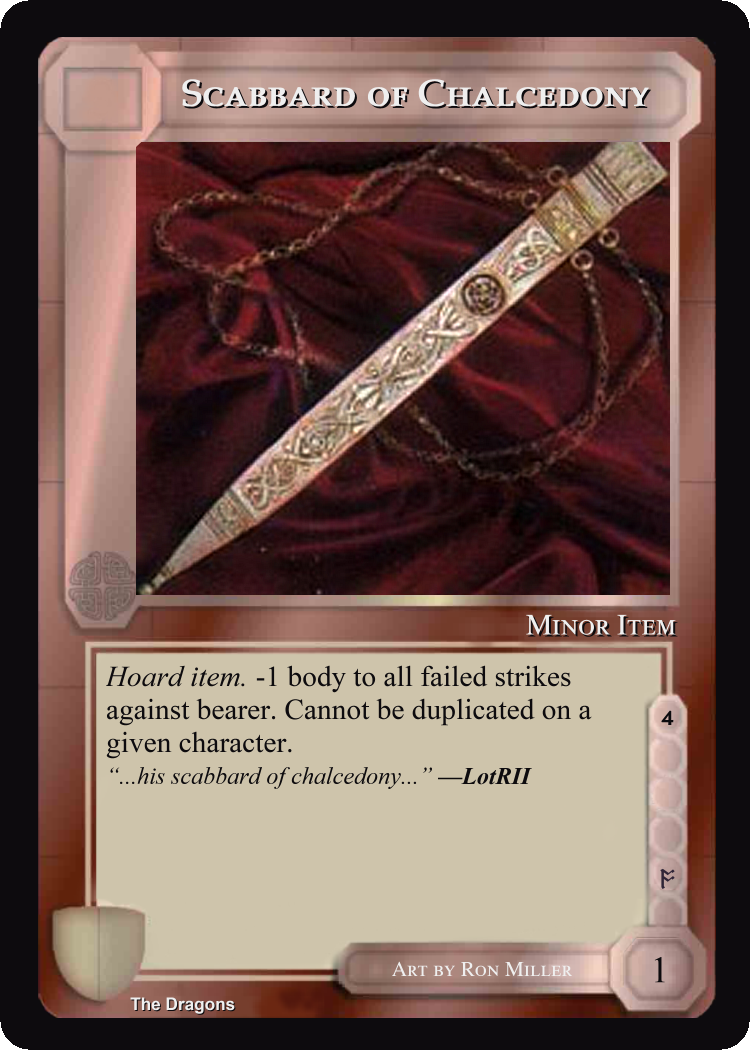 Scabbard of Chalcedony
Minor Item
Hoard item. -1 body to all failed strikes
against bearer. Cannot be duplicated on a
given character.
“...his scabbard of chalcedony...” —LotRII
4
ᚩ
Art by Ron Miller
1
The Dragons